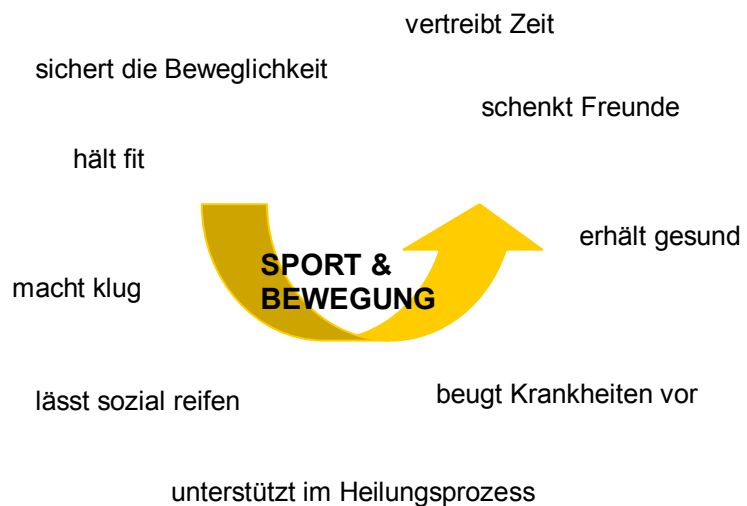 vertreibt Zeit
sichert die Beweglichkeit
schenkt Freunde
hält fit
erhält gesund
SPORT &
BEWEGUNG
macht klug
beugt Krankheiten vor
lässt sozial reifen
unterstützt im Heilungsprozess